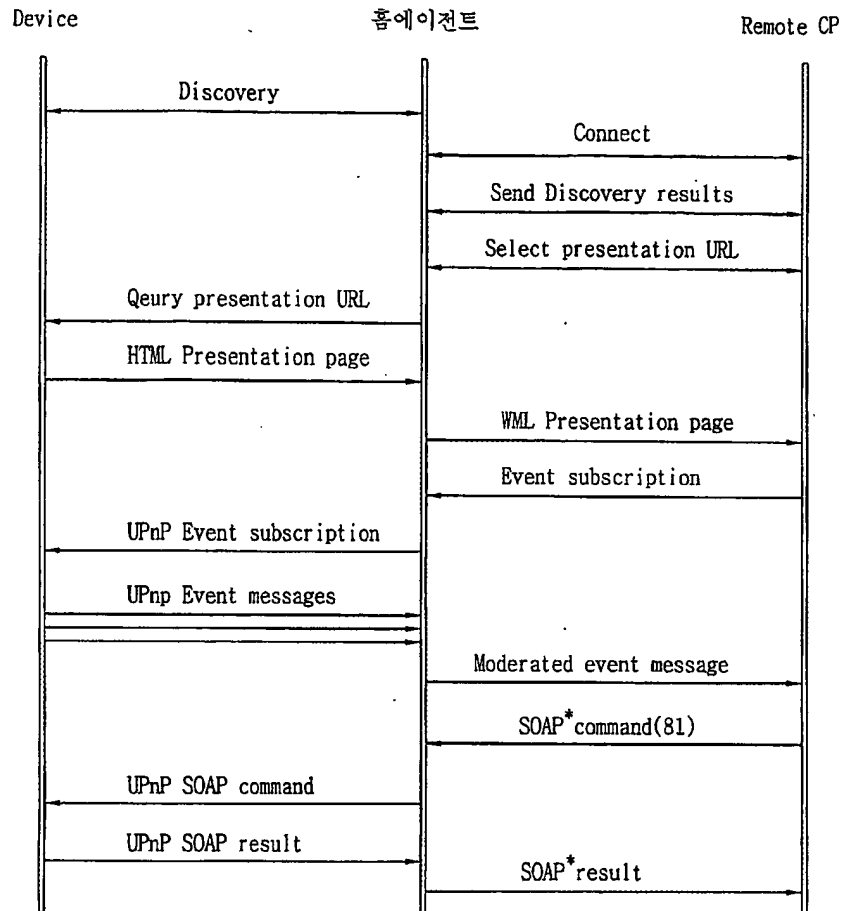 Device
홈에이전트
Remote CP
Discovery
Connect
Send Discovery results
Select presentation URL
Qeury presentation URL
HTML Presentation page
WML Presentation page
Event subscription
UPnP Event subscription
UPnp Event messages
Moderated event message
SOAP*command(81)
UPnP SOAP command
UPnP SOAP result
SOAP*result